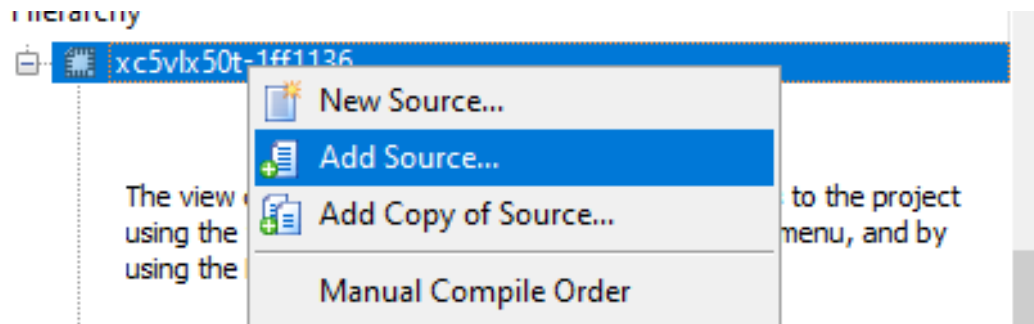 Hierarchy
xc5vlx50t-1ff1136
New Source...
Add Source...
The view to the project
Add Copy of Source...
using the menu, and by
using the
Manual Compile Order